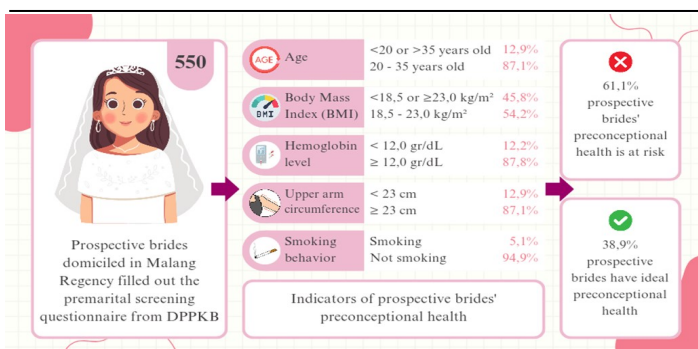 550
Prospective brides
domiciled in Malang
Regency filled out the
premarital screening
questionnaire from DPPKB
AGE
Age
<20 or >35 years old 12,9%
20 - 35 years old 87,1%
BMI
Body Mass
Index (BMI)
<18,5 or ≥23,0 kg/m² 45,8%
18,5 - 23,0 kg/m² 54,2%
Hemoglobin
level
< 12,0 gr/dL 12,2%
≥ 12,0 gr/dL 87,8%
Upper arm
circumference
< 23 cm 12,9%
≥ 23 cm 87,1%
Smoking
behavior
Smoking 5,1%
Not smoking 94,9%
Indicators of prospective brides'
preconceptional health
61,1%
prospective
brides'
preconceptional
health is at risk
38,9%
prospective
brides have ideal
preconceptional
health